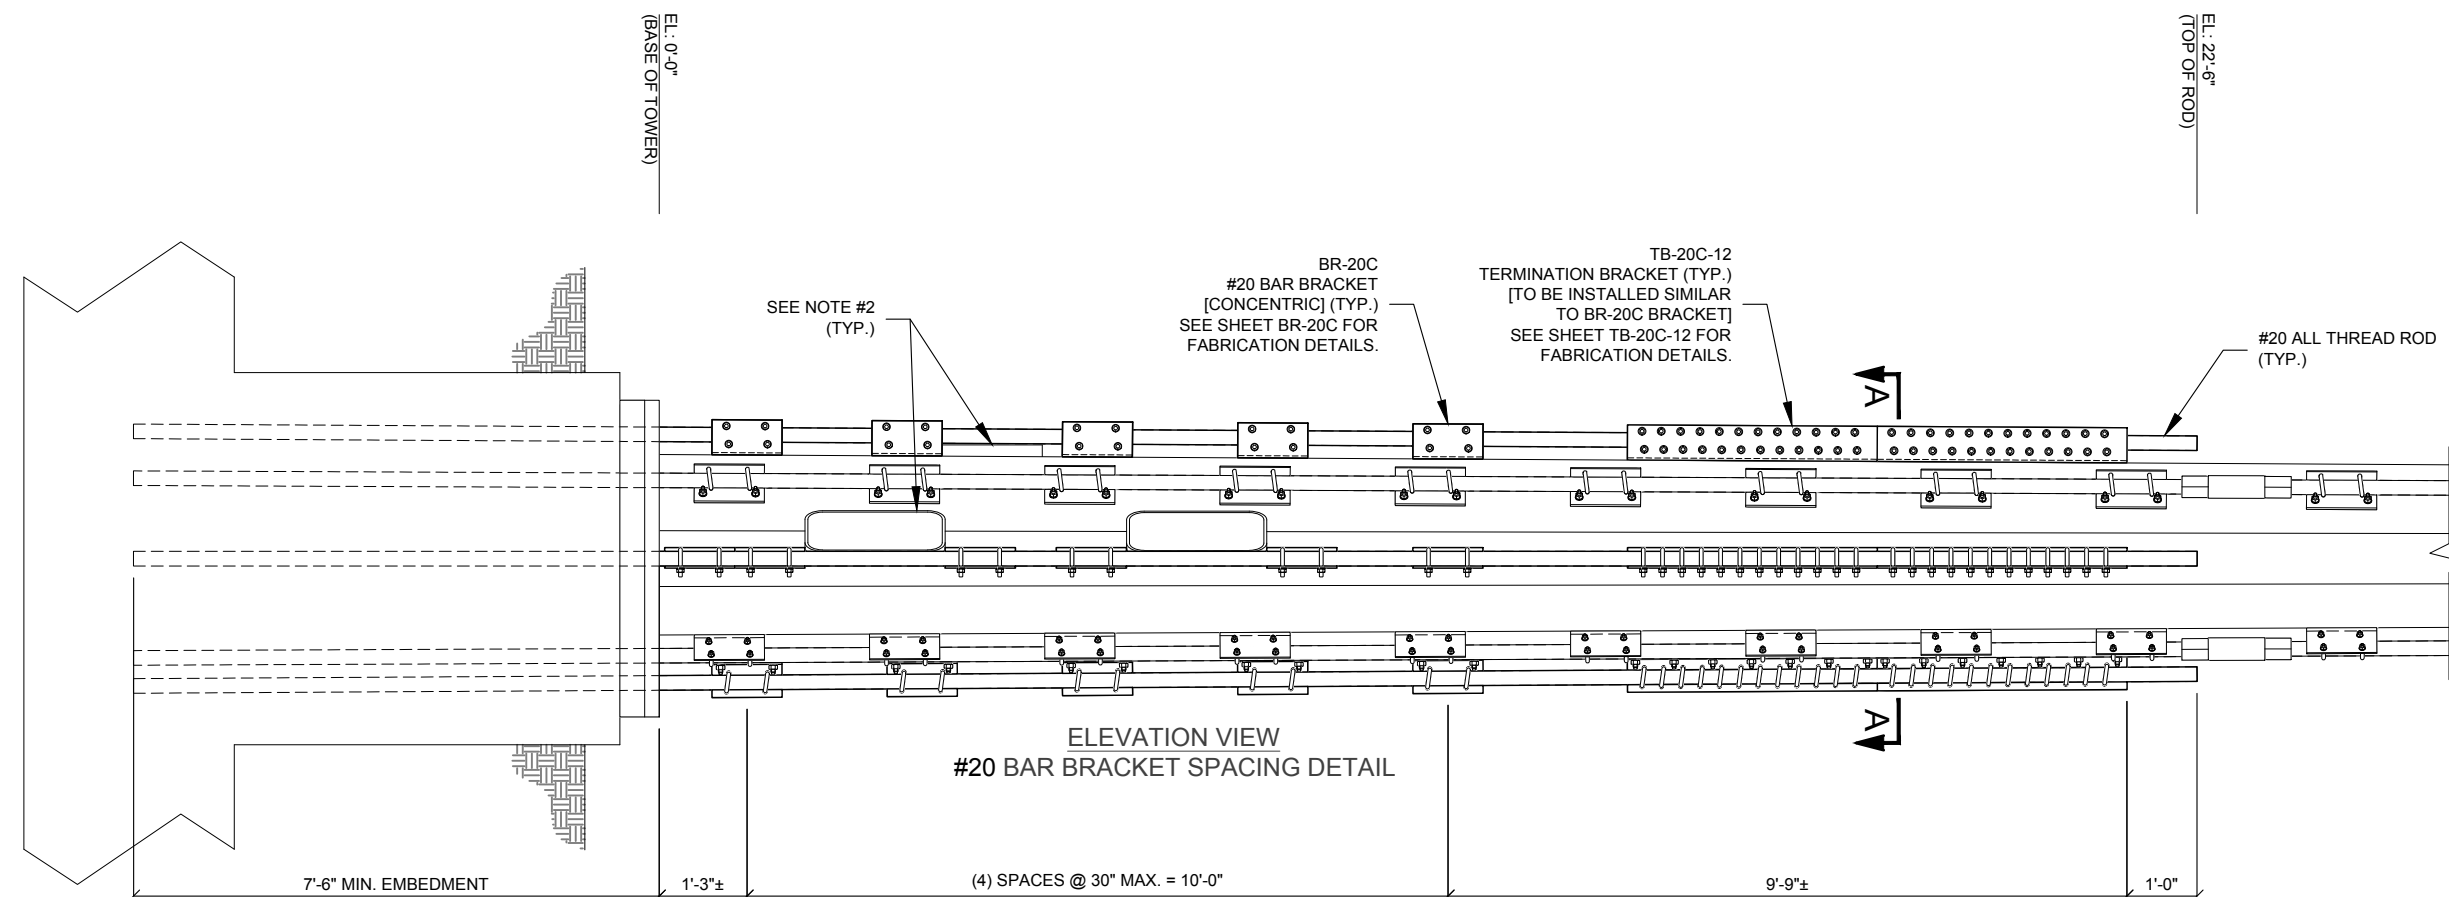 EL: 0'-0"
(BASE OF TOWER)
EL: 22'-6"
(TOP OF ROD)
SEE NOTE #2
(TYP.)
BR-20C
#20 BAR BRACKET
[CONCENTRIC] (TYP.)
SEE SHEET BR-20C FOR
FABRICATION DETAILS.
TB-20C-12
TERMINATION BRACKET (TYP.)
[TO BE INSTALLED SIMILAR
TO BR-20C BRACKET]
SEE SHEET TB-20C-12 FOR
FABRICATION DETAILS.
#20 ALL THREAD ROD
(TYP.)
A
A
ELEVATION VIEW
#20 BAR BRACKET SPACING DETAIL
7'-6" MIN. EMBEDMENT
1'-3"±
(4) SPACES @ 30" MAX. = 10'-0"
9'-9"±
1'-0"